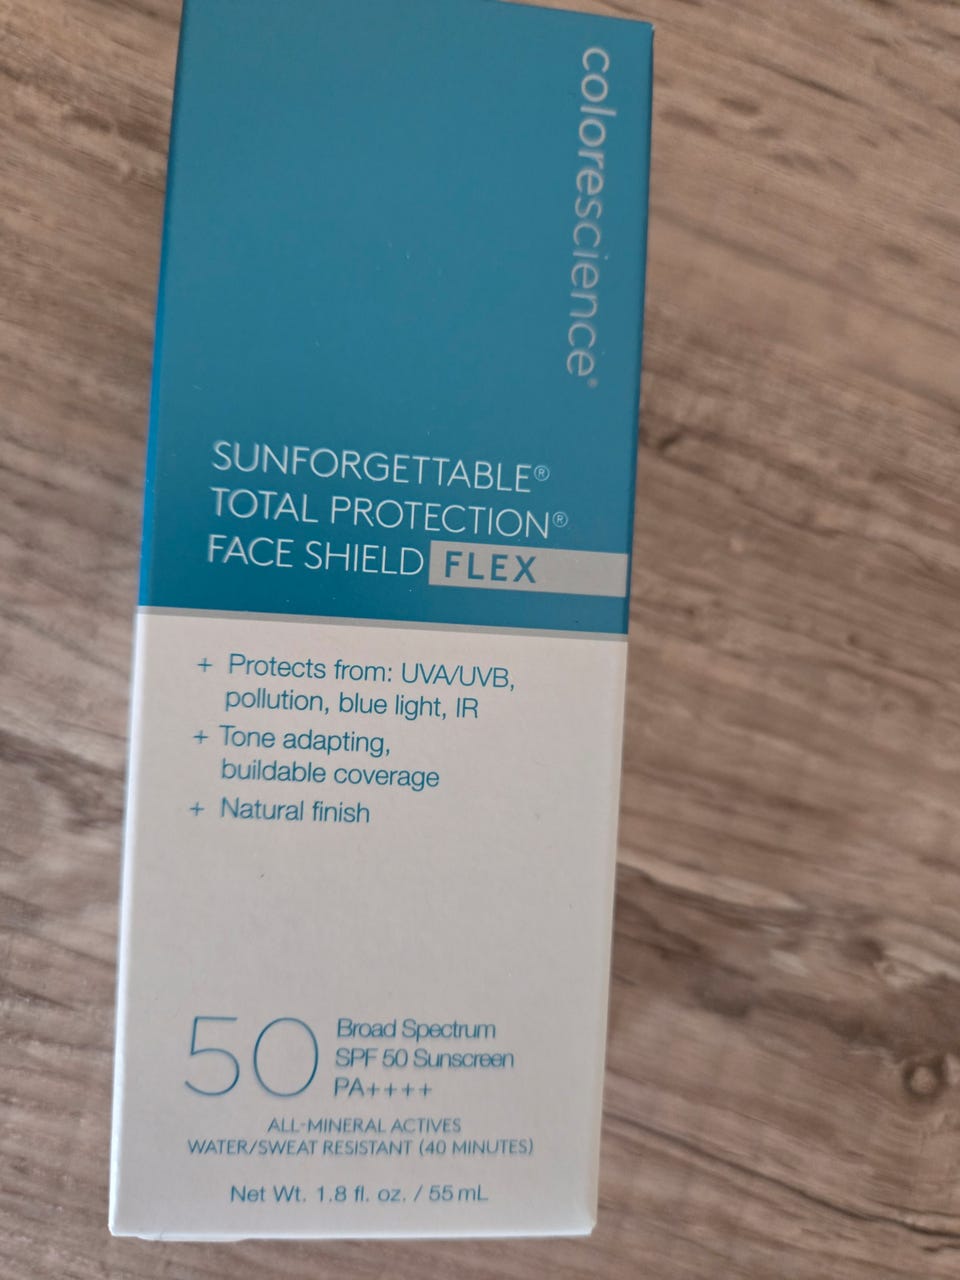 colorescience®
SUNFORGETTABLE®
TOTAL PROTECTION®
FACE SHIELD FLEX
+ Protects from: UVA/UVB,
pollution, blue light, IR
+ Tone adapting,
buildable coverage
+ Natural finish
50
Broad Spectrum
SPF 50 Sunscreen
PA++++
ALL-MINERAL ACTIVES
WATER/SWEAT RESISTANT (40 MINUTES)
Net Wt. 1.8 fl. oz. / 55 mL